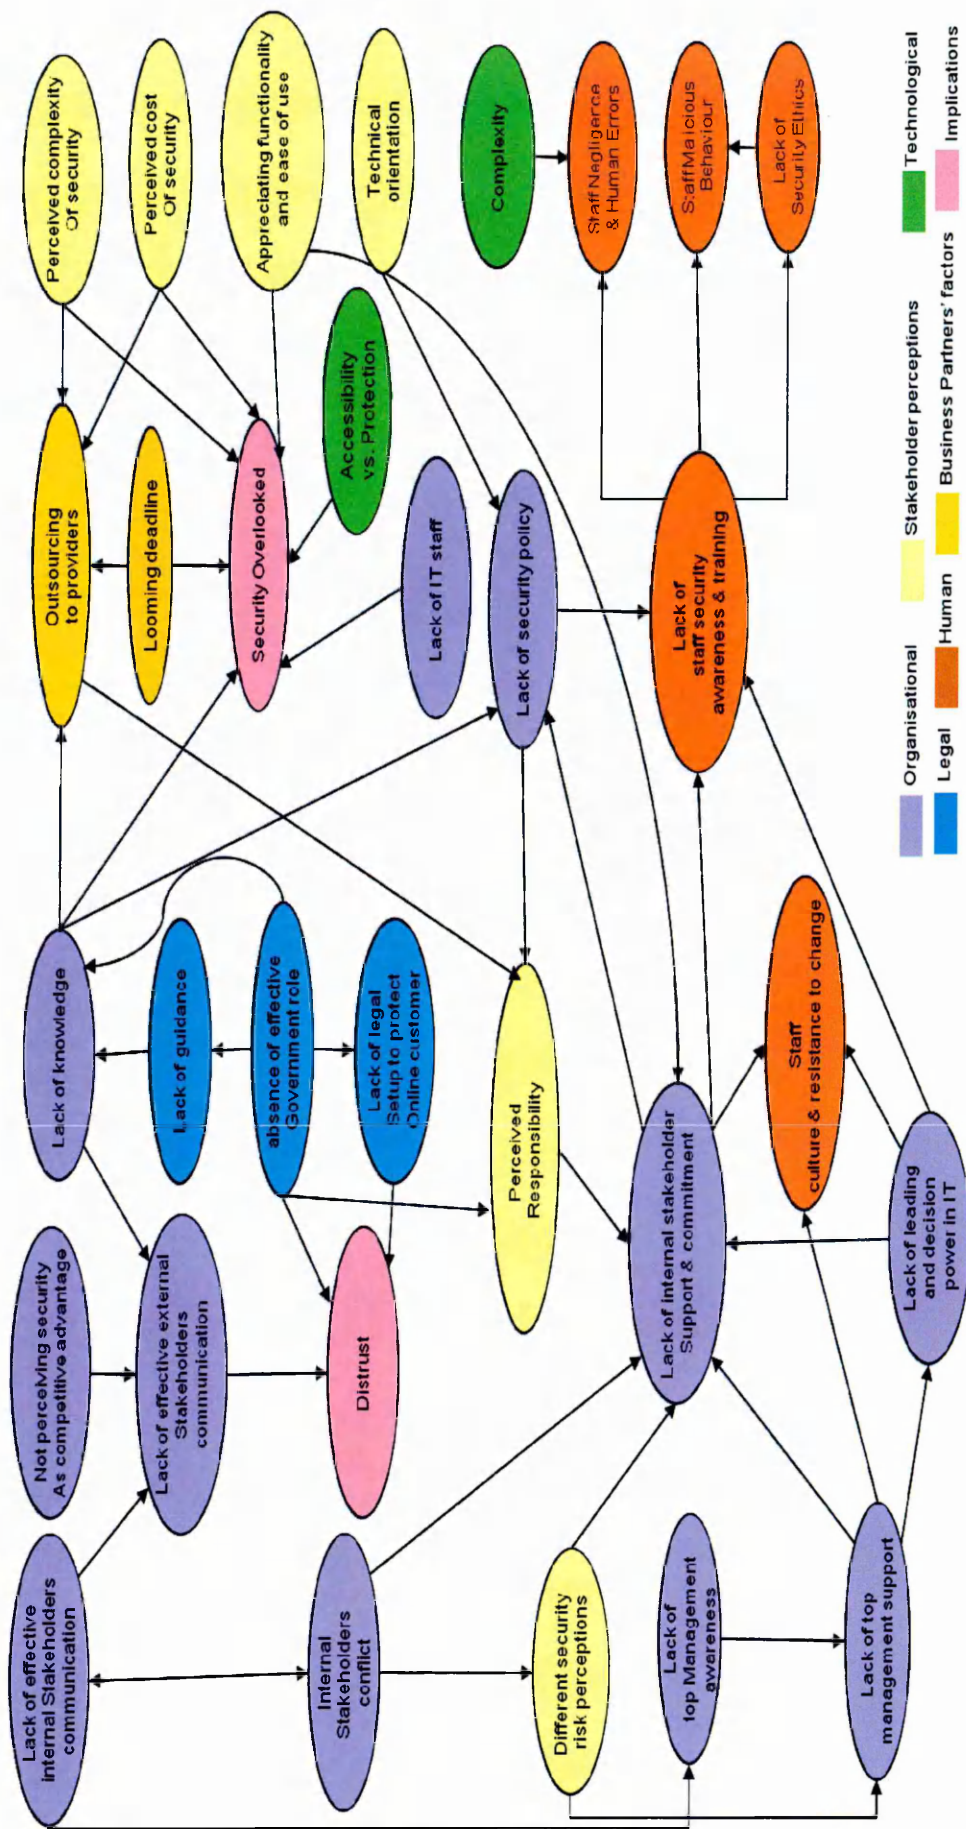 Lack of effective
internal Stakeholders
communication
Not perceiving security
As competitive advantage
Lack of knowledge
Outsourcing
to providers
Perceived complexity
Of security
Lack of effective external
Stakeholders
communication
Lack of guidance
Looming deadline
Perceived cost
Of security
absence of effective
Government role
Security Overlooked
Appreciating functionality
and ease of use
Internal
Stakeholders
conflict
Distrust
Lack of legal
Setup to protect
Online customer
Accessibility
vs. Protection
Technical
orientation
Lack of IT staff
Perceived
Responsibility
Lack of security policy
Complexity
Different security
risk perceptions
Staff Negligence
& Human Errors
Lack of
top Management
awareness
Lack of internal stakeholder
Support & commitment
Lack of
staff security
awareness & training
Staff Malicious
Behaviour
Staff
culture & resistance to change
Lack of
Security Ethics
Lack of top
management support
Lack of leading
and decision
power in IT
Organisational
Stakeholder perceptions
Technological
Legal
Human
Business Partners' factors
Implications